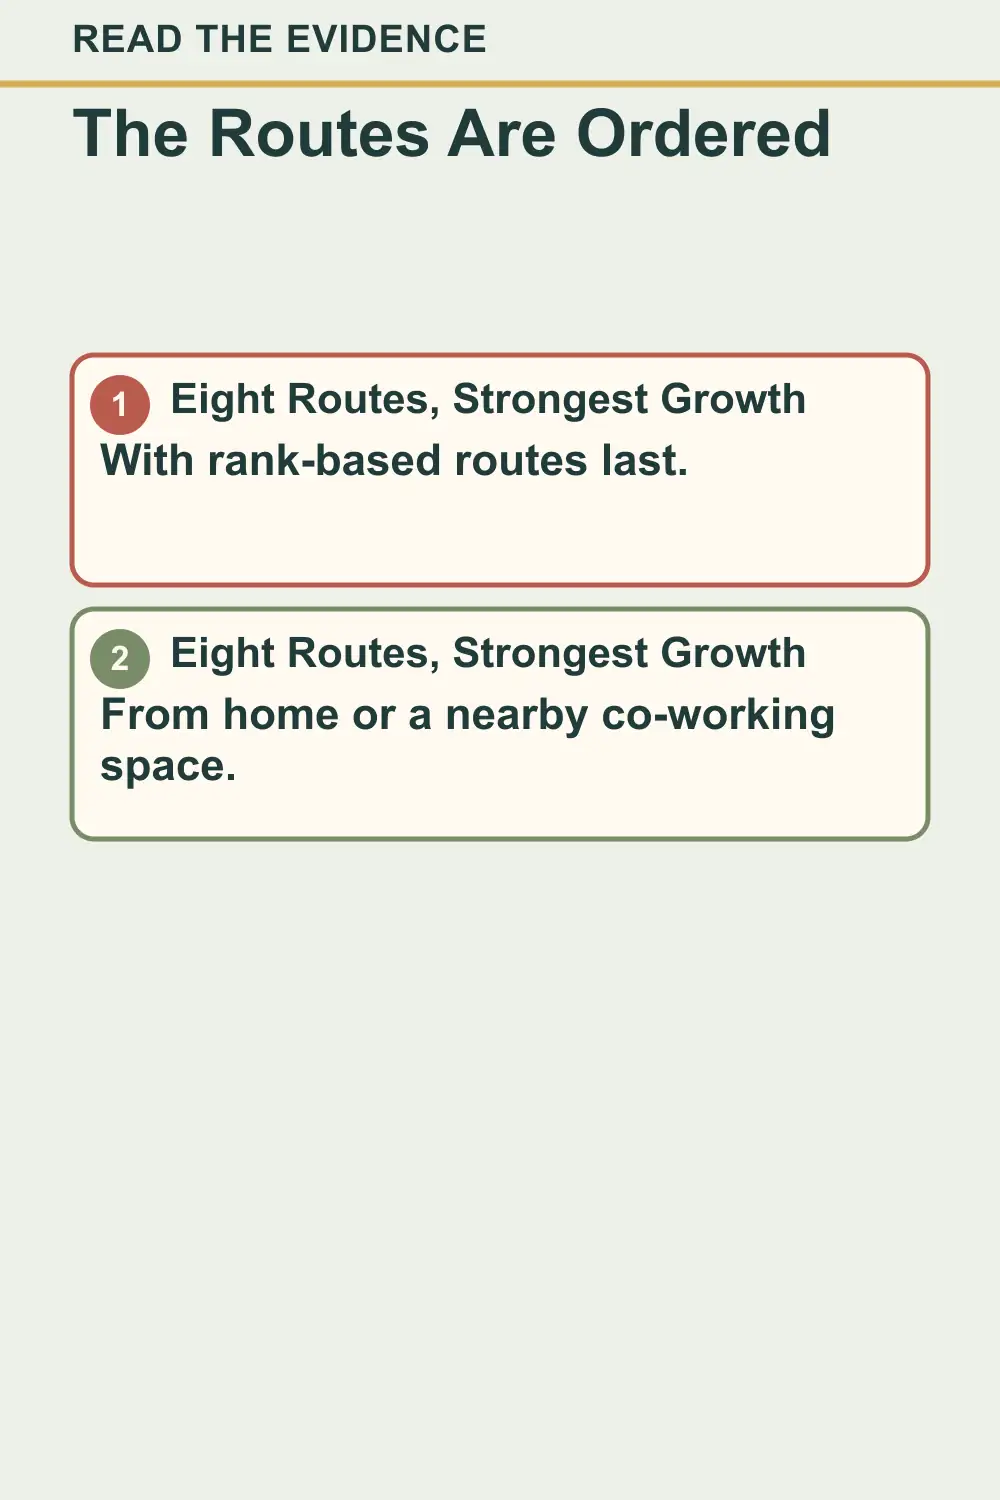 READ THE EVIDENCE
The Routes Are Ordered
1 Eight Routes, Strongest Growth
With rank-based routes last.
2 Eight Routes, Strongest Growth
From home or a nearby co-working
space.